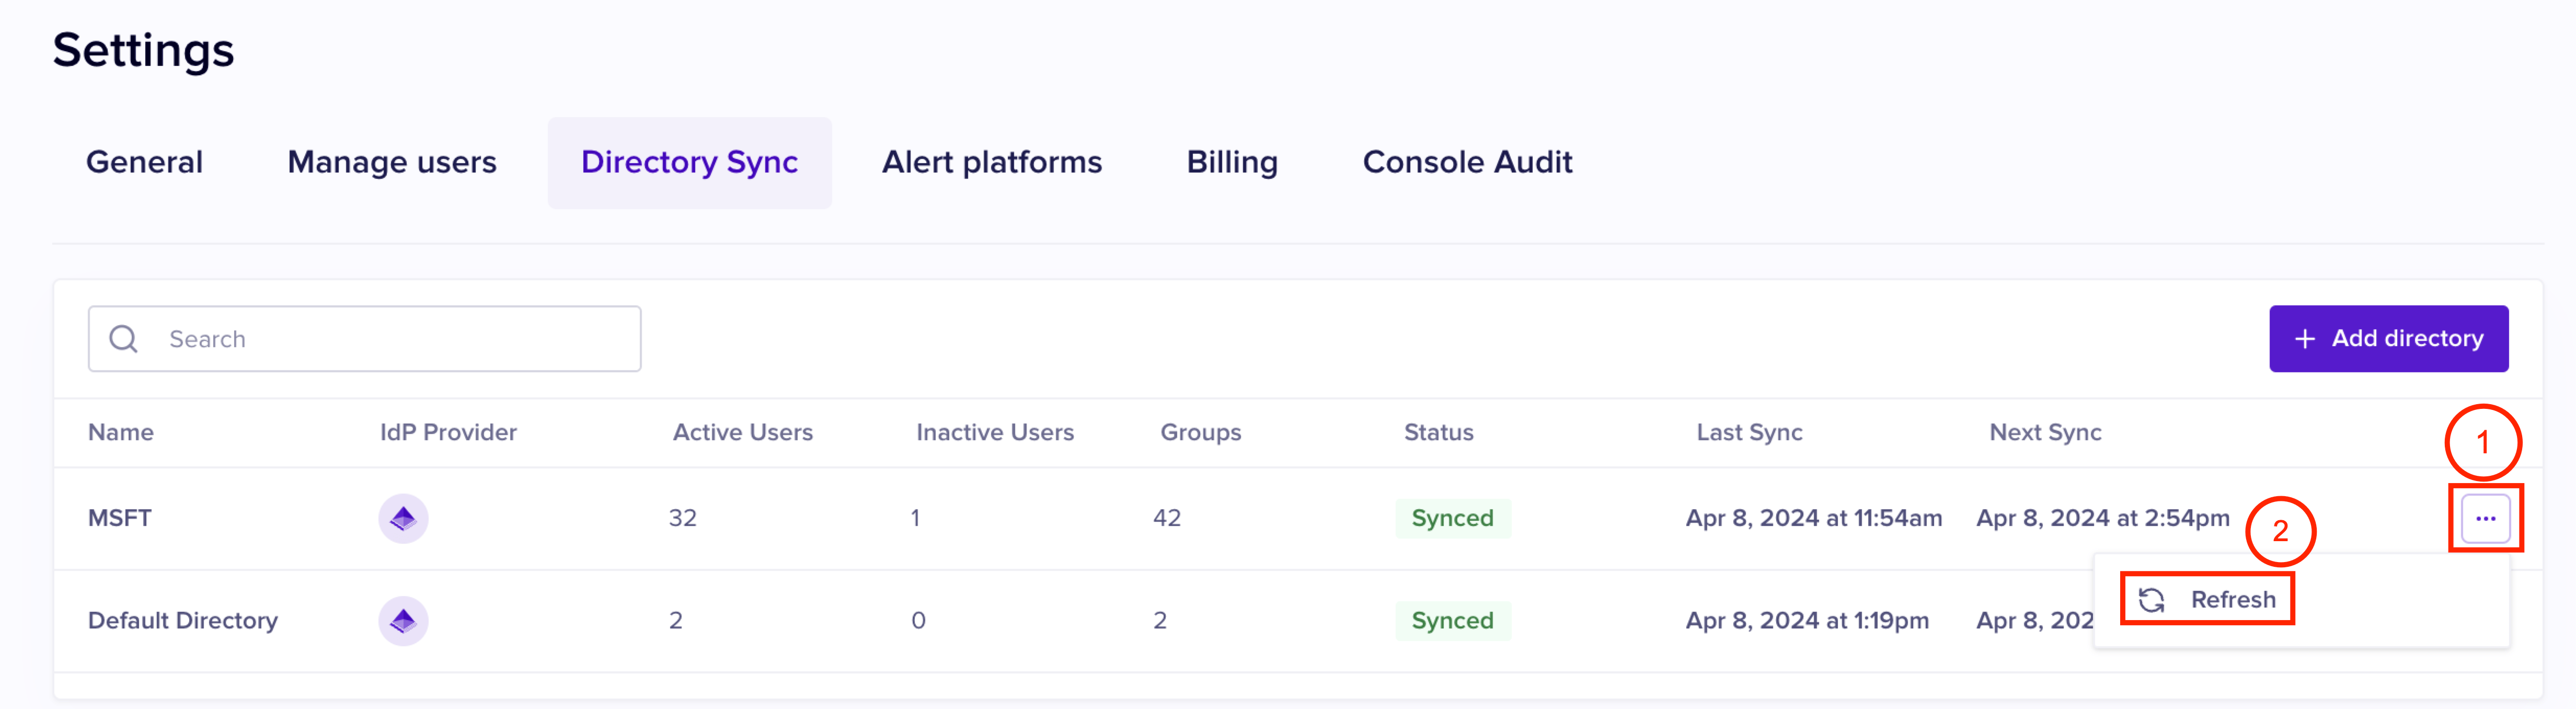 Settings
General Manage users Directory Sync Alert platforms Billing Console Audit
Search + Add directory
Name IdP Provider Active Users Inactive Users Groups Status Last Sync Next Sync
1
MSFT 32 1 42 Synced Apr 8, 2024 at 11:54am Apr 8, 2024 at 2:54pm ...
2
Refresh
Default Directory 2 0 2 Synced Apr 8, 2024 at 1:19pm Apr 8, 202